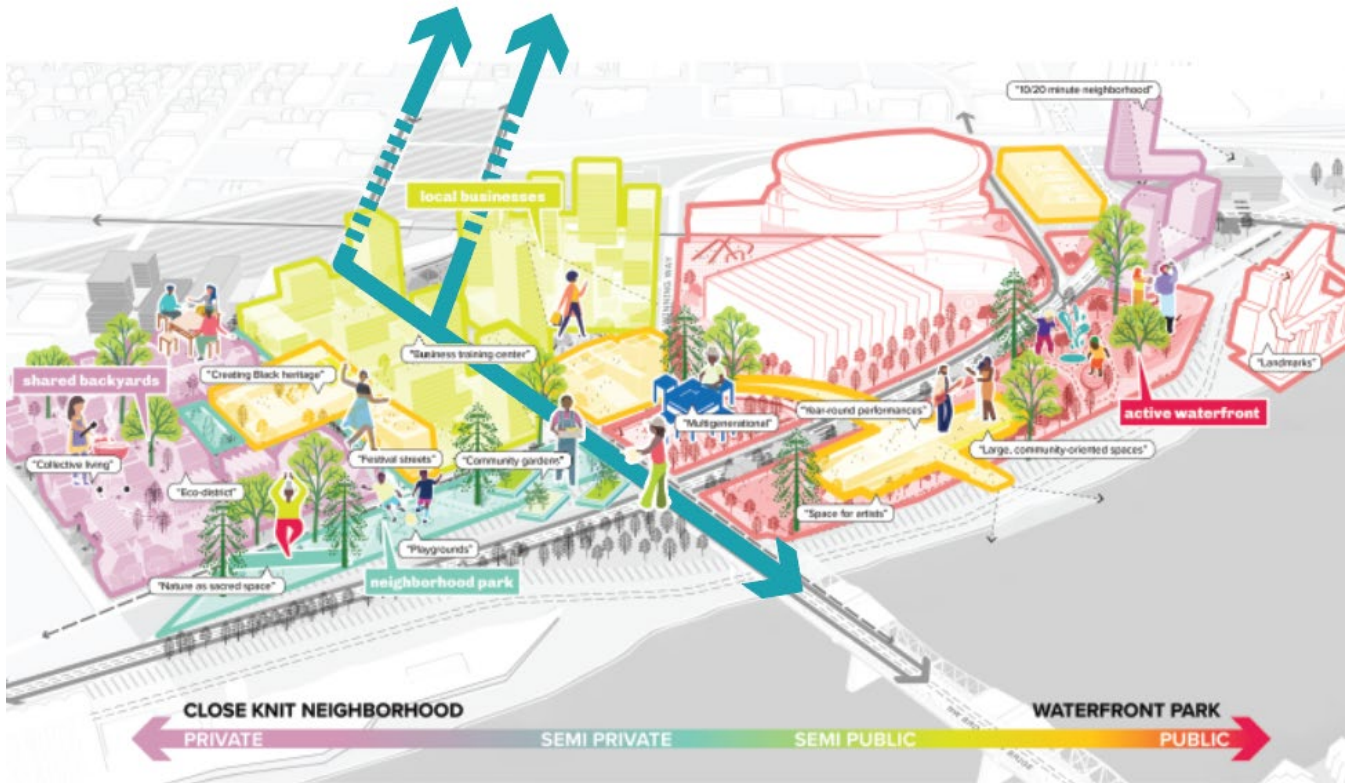 "10/20 minute neighborhood"
local businesses
"Business training center"
"Creating Black heritage"
shared backyards
"Landmarks"
"Year-round performances"
active waterfront
"Multigenerational"
"Collective living"
"Festival streets"
"Community gardens"
"Large, community-oriented spaces"
"Eco-district"
"Space for artists"
"Playgrounds"
"Nature as sacred space"
neighborhood park
CLOSE KNIT NEIGHBORHOOD
WATERFRONT PARK
PRIVATE
SEMI PRIVATE
SEMI PUBLIC
PUBLIC